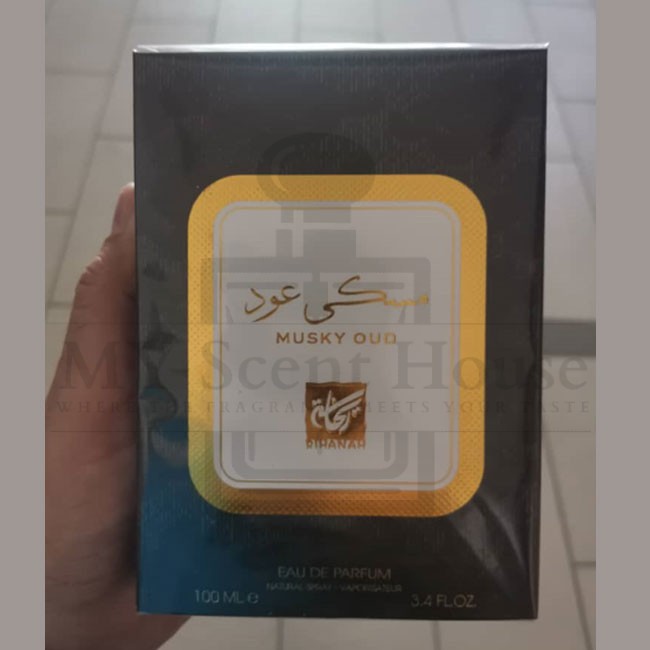 مسكي عود
MUSKY OUD
MY Scent House
WHERE THE FRAGRANCE MEETS YOUR TASTE
ريحانة
RIHANAH
EAU DE PARFUM
NATURAL SPRAY - VAPORISATEUR
100 ML e 3.4 FL.OZ.